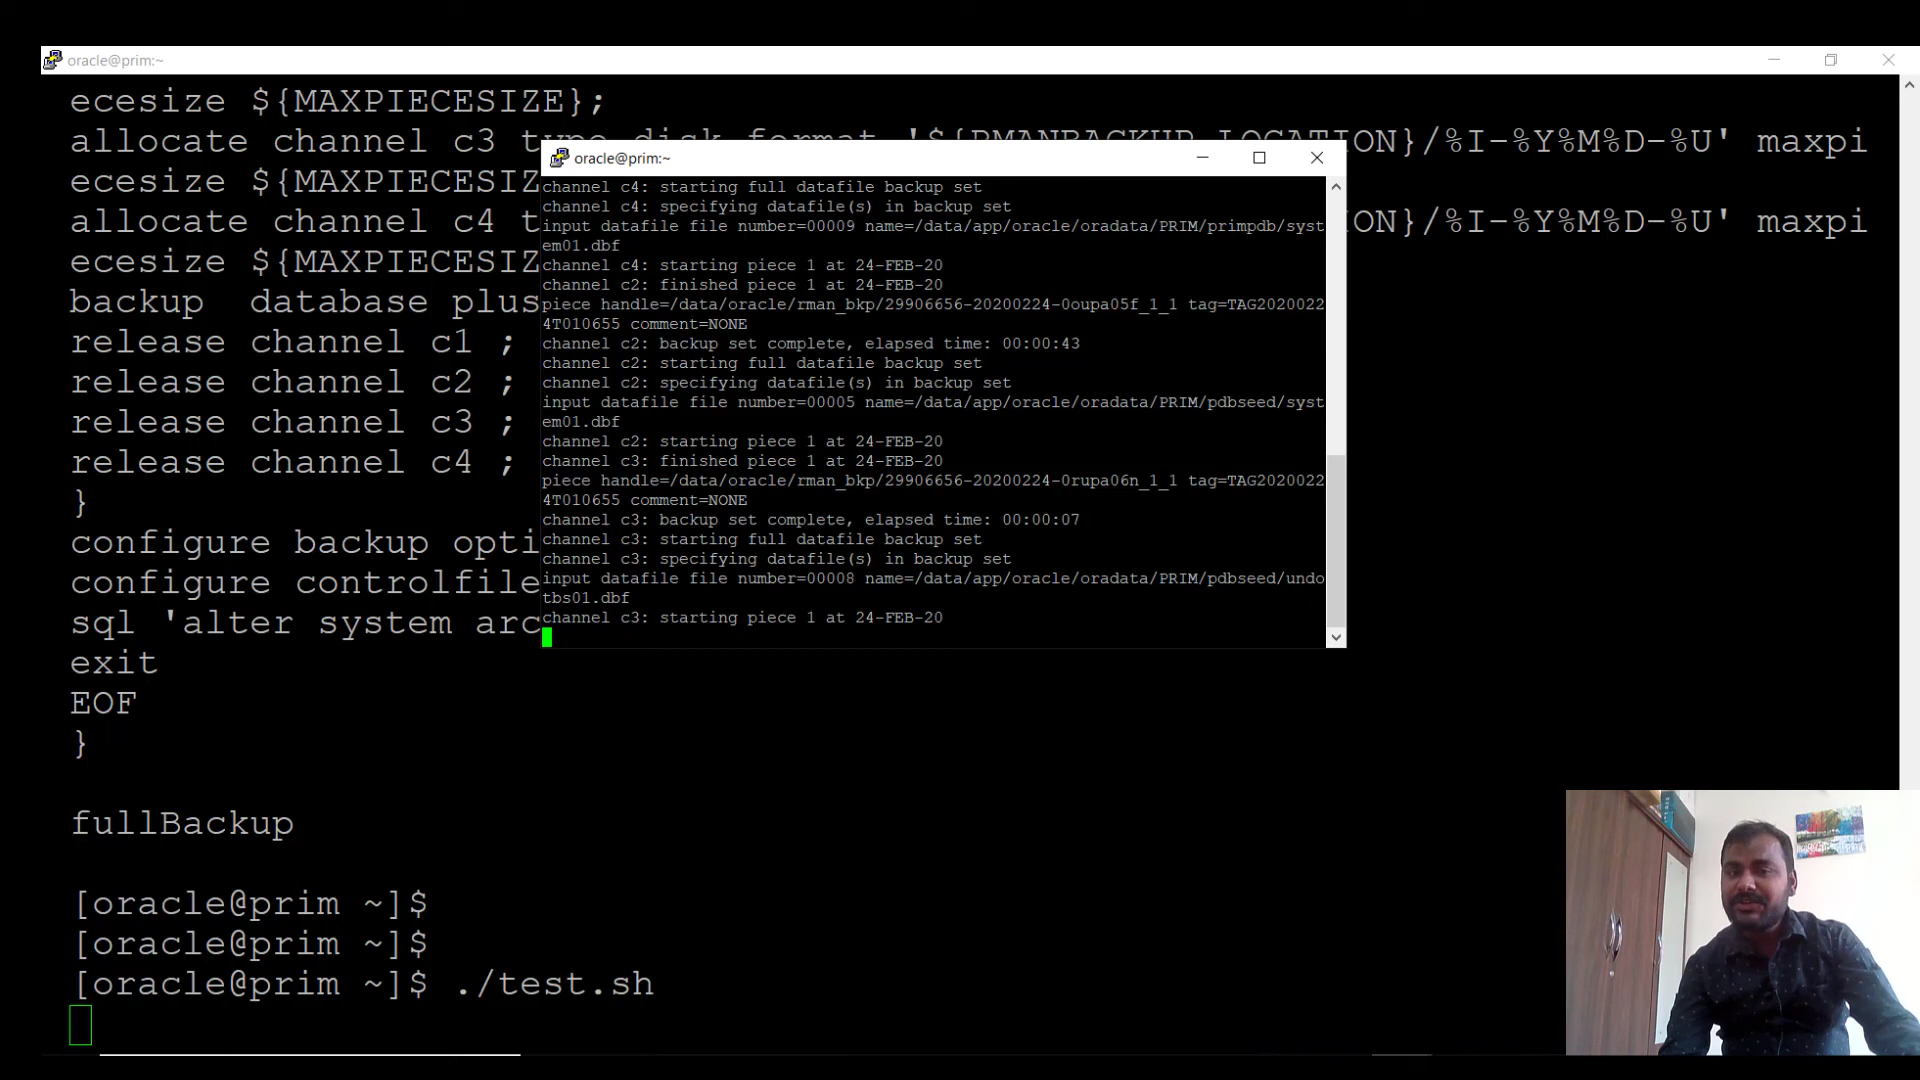 oracle@prim:~
ecesize ${MAXPIECESIZE};
allocate channel c3 type disk format '${RMANBACKUP_LOCATION}/%I-%Y%M%D-%U' maxpi
ecesize ${MAXPIECESIZ
allocate channel c4 t ON}/%I-%Y%M%D-%U' maxpi
ecesize ${MAXPIECESIZ
backup  database plus
release channel c1 ;
release channel c2 ;
release channel c3 ;
release channel c4 ;
}
configure backup opti
configure controlfile
sql 'alter system arc
exit
EOF
}
fullBackup
[oracle@prim ~]$
[oracle@prim ~]$
[oracle@prim ~]$ ./test.sh
oracle@prim:~
channel c4: starting full datafile backup set
channel c4: specifying datafile(s) in backup set
input datafile file number=00009 name=/data/app/oracle/oradata/PRIM/primpdb/syst
em01.dbf
channel c4: starting piece 1 at 24-FEB-20
channel c2: finished piece 1 at 24-FEB-20
piece handle=/data/oracle/rman_bkp/29906656-20200224-0oupa05f_1_1 tag=TAG2020022
4T010655 comment=NONE
channel c2: backup set complete, elapsed time: 00:00:43
channel c2: starting full datafile backup set
channel c2: specifying datafile(s) in backup set
input datafile file number=00005 name=/data/app/oracle/oradata/PRIM/pdbseed/syst
em01.dbf
channel c2: starting piece 1 at 24-FEB-20
channel c3: finished piece 1 at 24-FEB-20
piece handle=/data/oracle/rman_bkp/29906656-20200224-0rupa06n_1_1 tag=TAG2020022
4T010655 comment=NONE
channel c3: backup set complete, elapsed time: 00:00:07
channel c3: starting full datafile backup set
channel c3: specifying datafile(s) in backup set
input datafile file number=00008 name=/data/app/oracle/oradata/PRIM/pdbseed/undo
tbs01.dbf
channel c3: starting piece 1 at 24-FEB-20